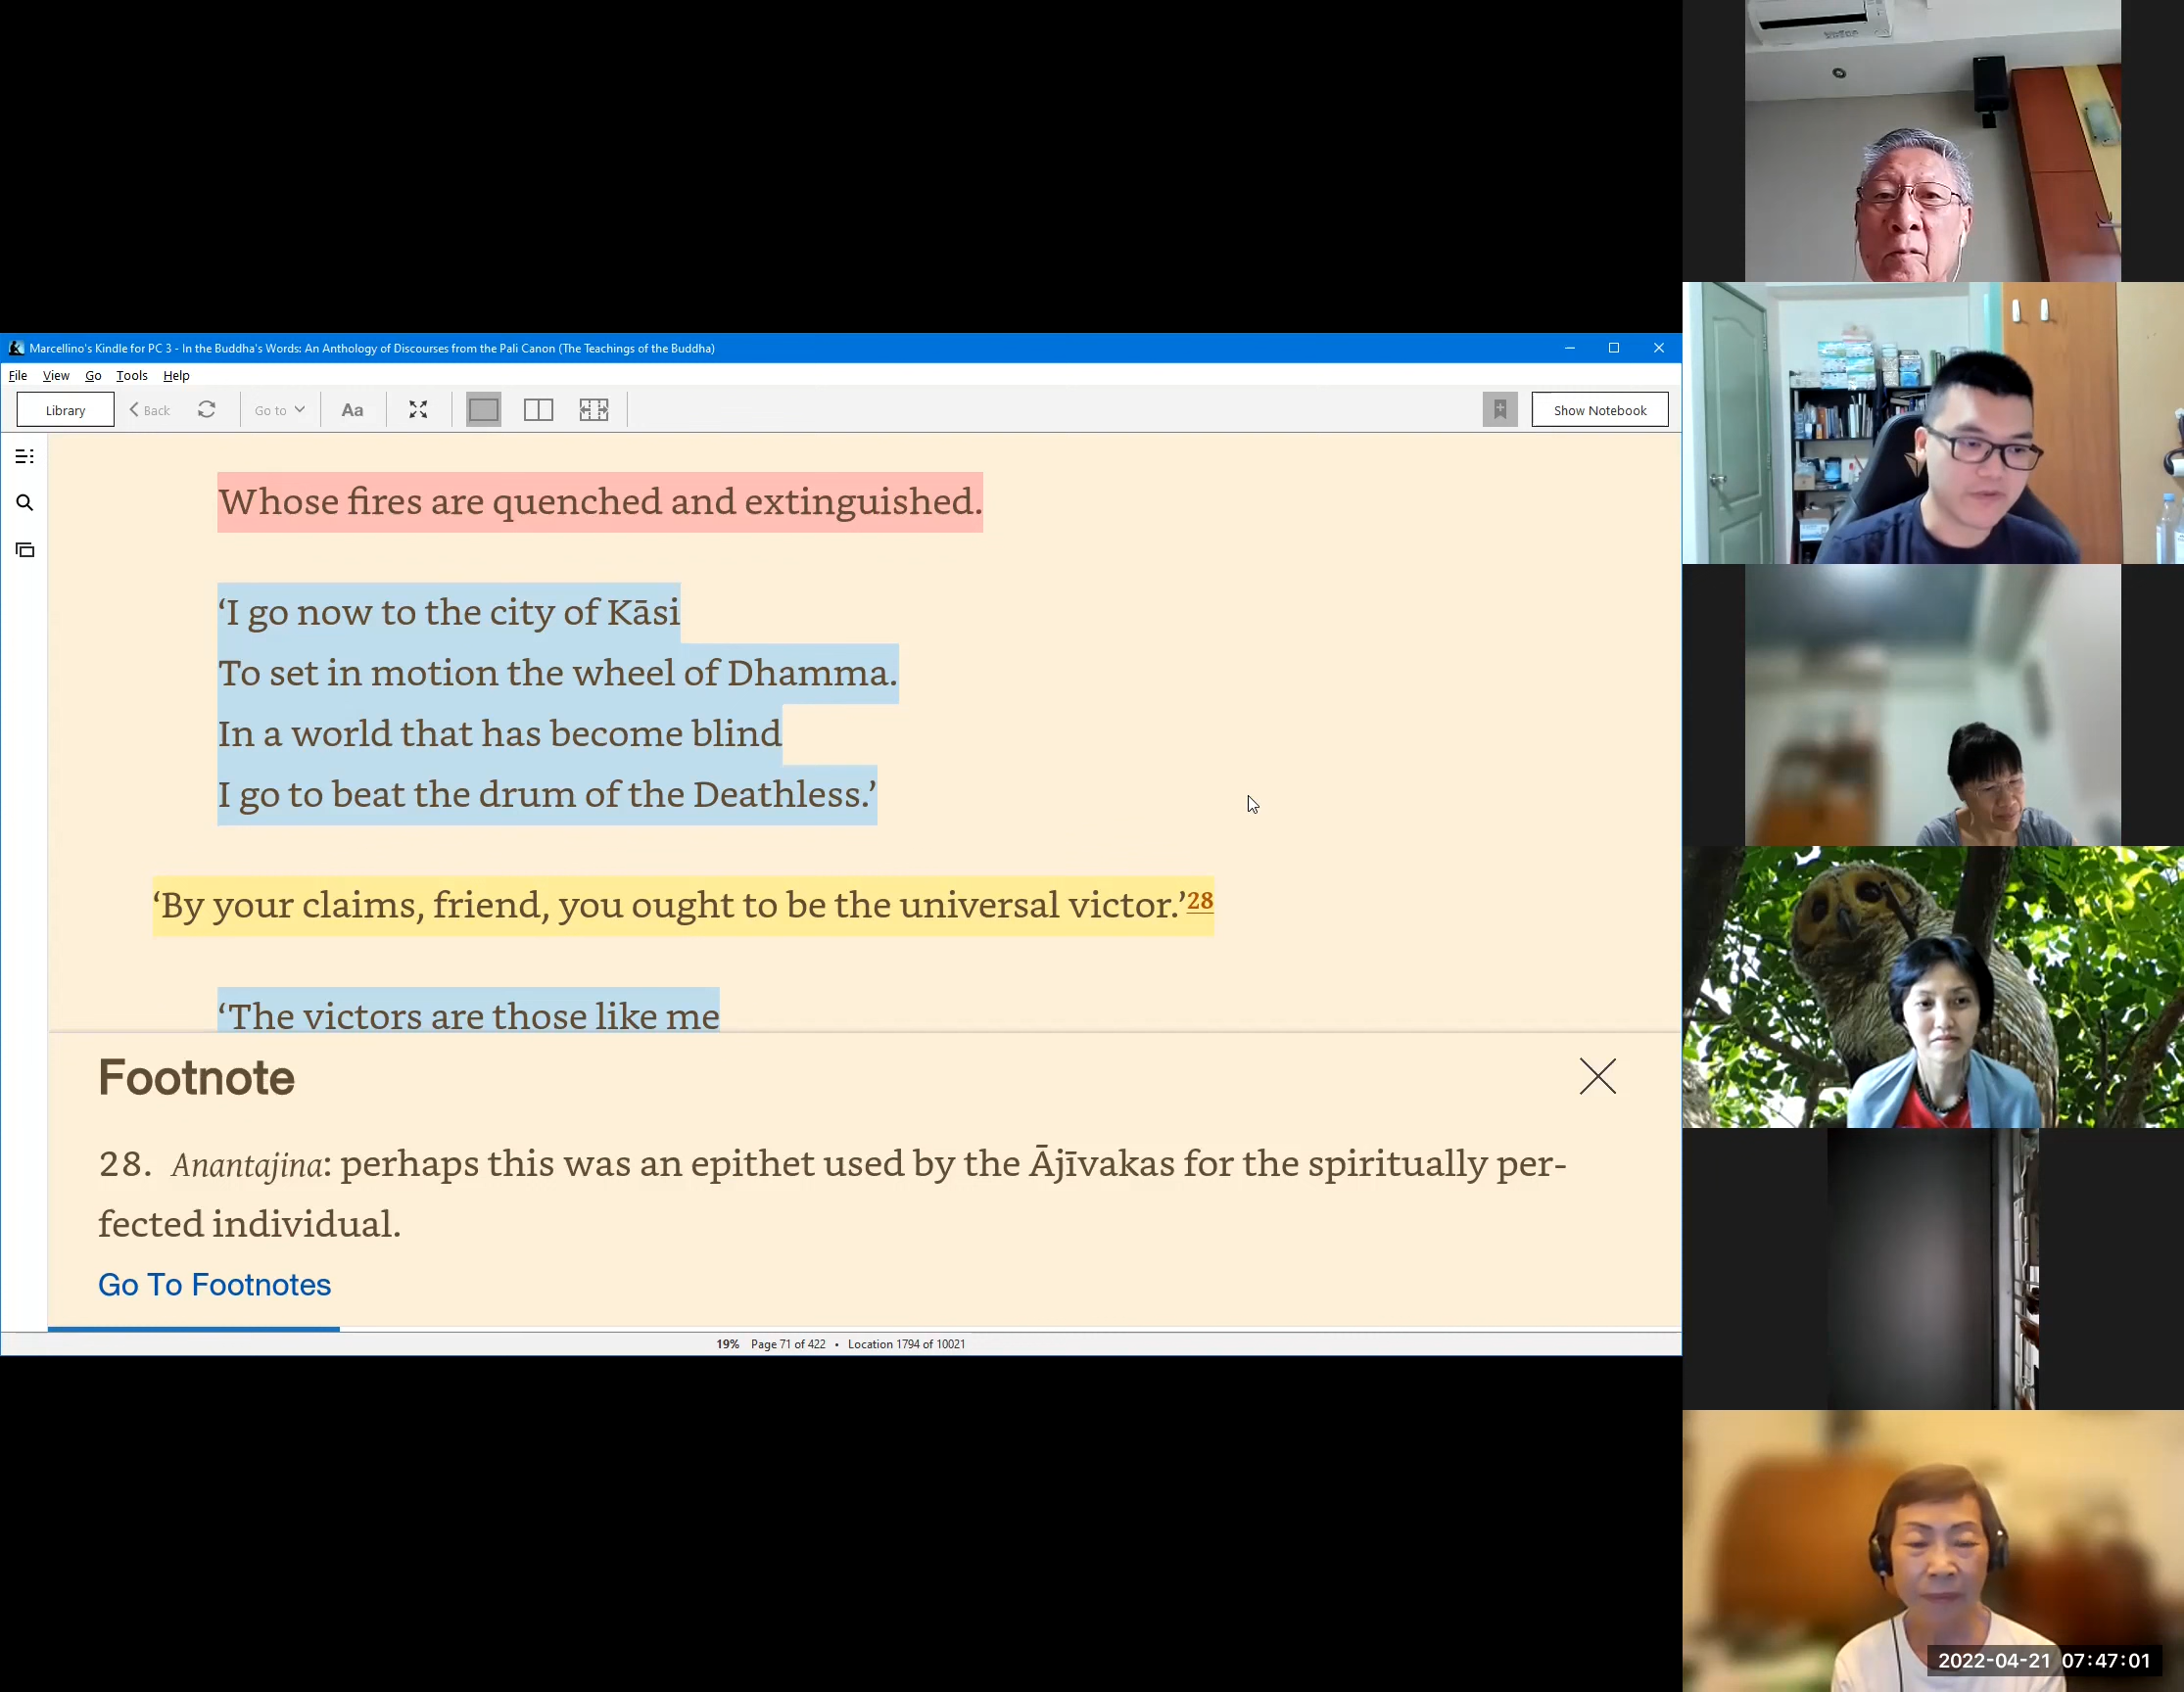 Marcellino's Kindle for PC 3 - In the Buddha's Words: An Anthology of Discourses from the Pali Canon (The Teachings of the Buddha)
File View Go Tools Help
Library Back Go to Aa Show Notebook
Whose fires are quenched and extinguished.
‘I go now to the city of Kāsi
To set in motion the wheel of Dhamma.
In a world that has become blind
I go to beat the drum of the Deathless.’
‘By your claims, friend, you ought to be the universal victor.’28
‘The victors are those like me
Footnote
28. Anantajina: perhaps this was an epithet used by the Ājīvakas for the spiritually per-
fected individual.
Go To Footnotes
19% Page 71 of 422 • Location 1794 of 10021
2022-04-21 07:47:01